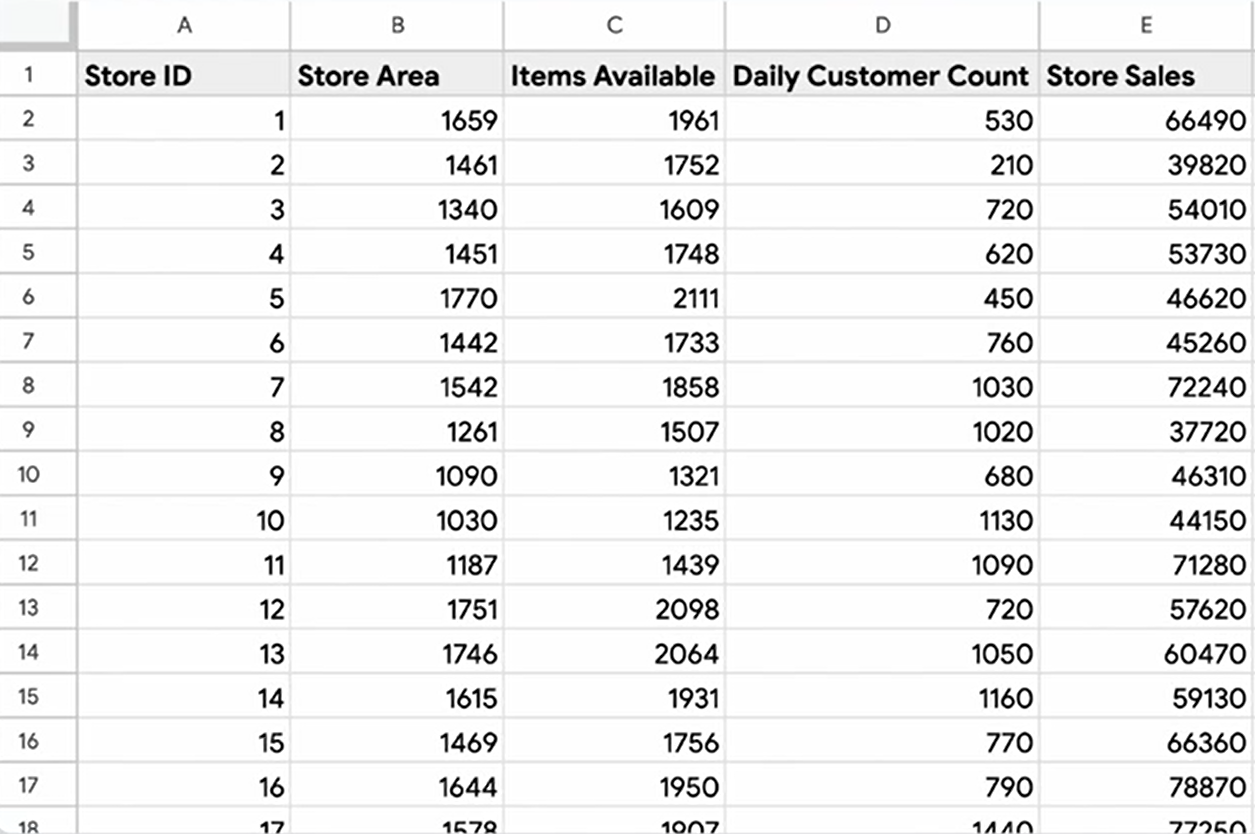 A B C D E
1 Store ID Store Area Items Available Daily Customer Count Store Sales
2 1 1659 1961 530 66490
3 2 1461 1752 210 39820
4 3 1340 1609 720 54010
5 4 1451 1748 620 53730
6 5 1770 2111 450 46620
7 6 1442 1733 760 45260
8 7 1542 1858 1030 72240
9 8 1261 1507 1020 37720
10 9 1090 1321 680 46310
11 10 1030 1235 1130 44150
12 11 1187 1439 1090 71280
13 12 1751 2098 720 57620
14 13 1746 2064 1050 60470
15 14 1615 1931 1160 59130
16 15 1469 1756 770 66360
17 16 1644 1950 790 78870
18 17 1578 1907 1440 77250